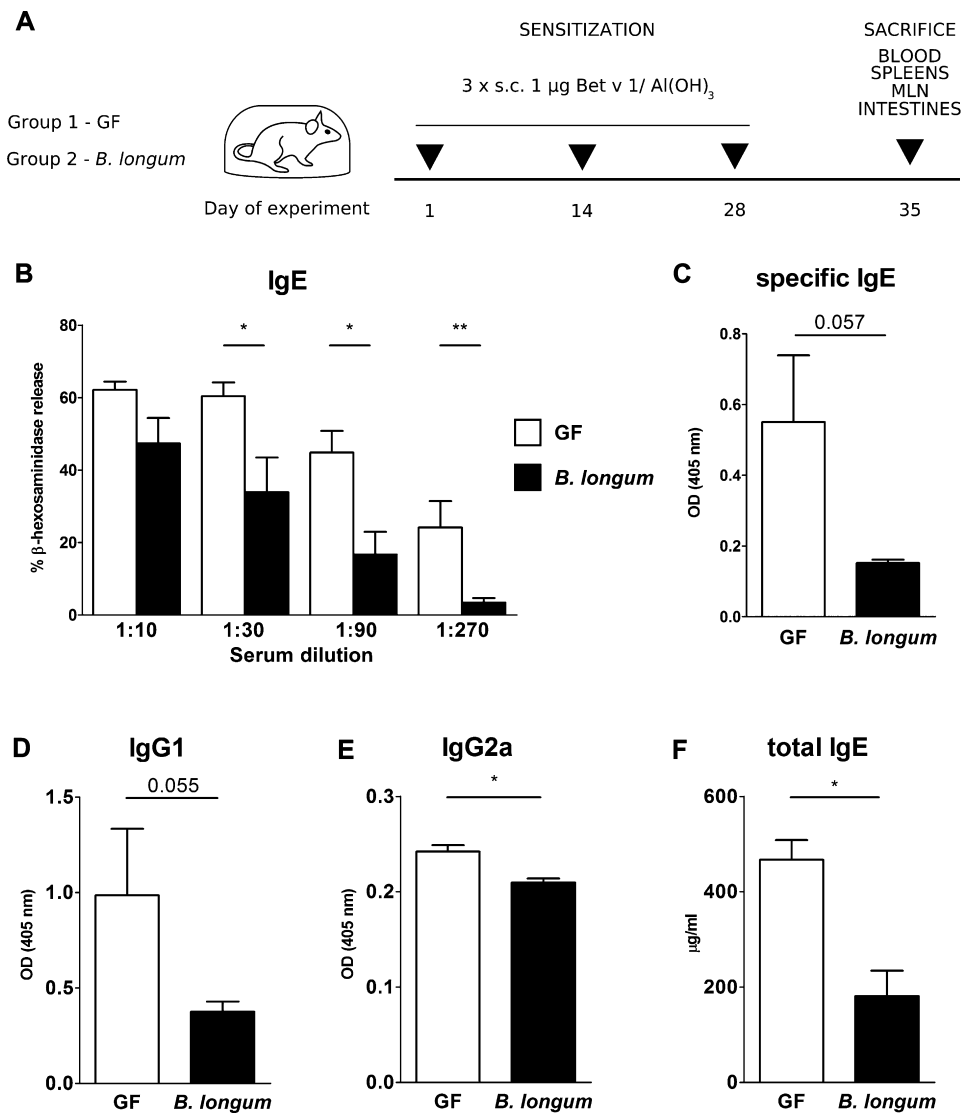 A
SENSITIZATION
SACRIFICE
BLOOD
SPLEENS
MLN
INTESTINES
3 x s.c. 1 µg Bet v 1/ Al(OH)3
Group 1 - GF
Group 2 - B. longum
Day of experiment
1
14
28
35
B
IgE
% β-hexosaminidase release
80
60
40
20
0
*
*
**
1:10
1:30
1:90
1:270
Serum dilution
GF
B. longum
C
specific IgE
0.057
OD (405 nm)
0.8
0.6
0.4
0.2
0.0
GF
B. longum
D
IgG1
0.055
OD (405 nm)
1.5
1.0
0.5
0.0
GF
B. longum
E
IgG2a
*
OD (405 nm)
0.3
0.2
0.1
0.0
GF
B. longum
F
total IgE
*
µg/ml
600
400
200
0
GF
B. longum